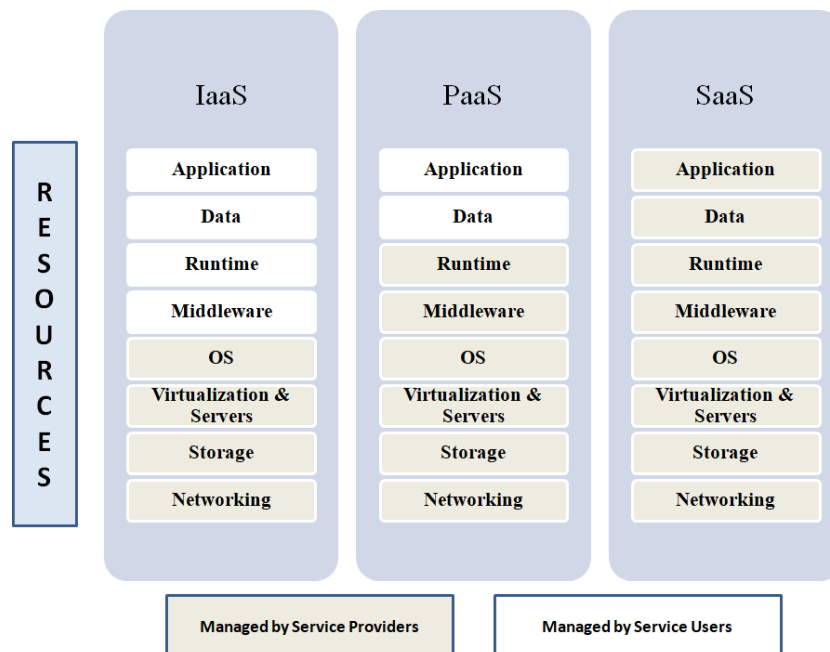 IaaS
PaaS
SaaS
RESOURCES
Application
Data
Runtime
Middleware
OS
Virtualization &
Servers
Storage
Networking
Application
Data
Runtime
Middleware
OS
Virtualization &
Servers
Storage
Networking
Application
Data
Runtime
Middleware
OS
Virtualization &
Servers
Storage
Networking
Managed by Service Providers
Managed by Service Users